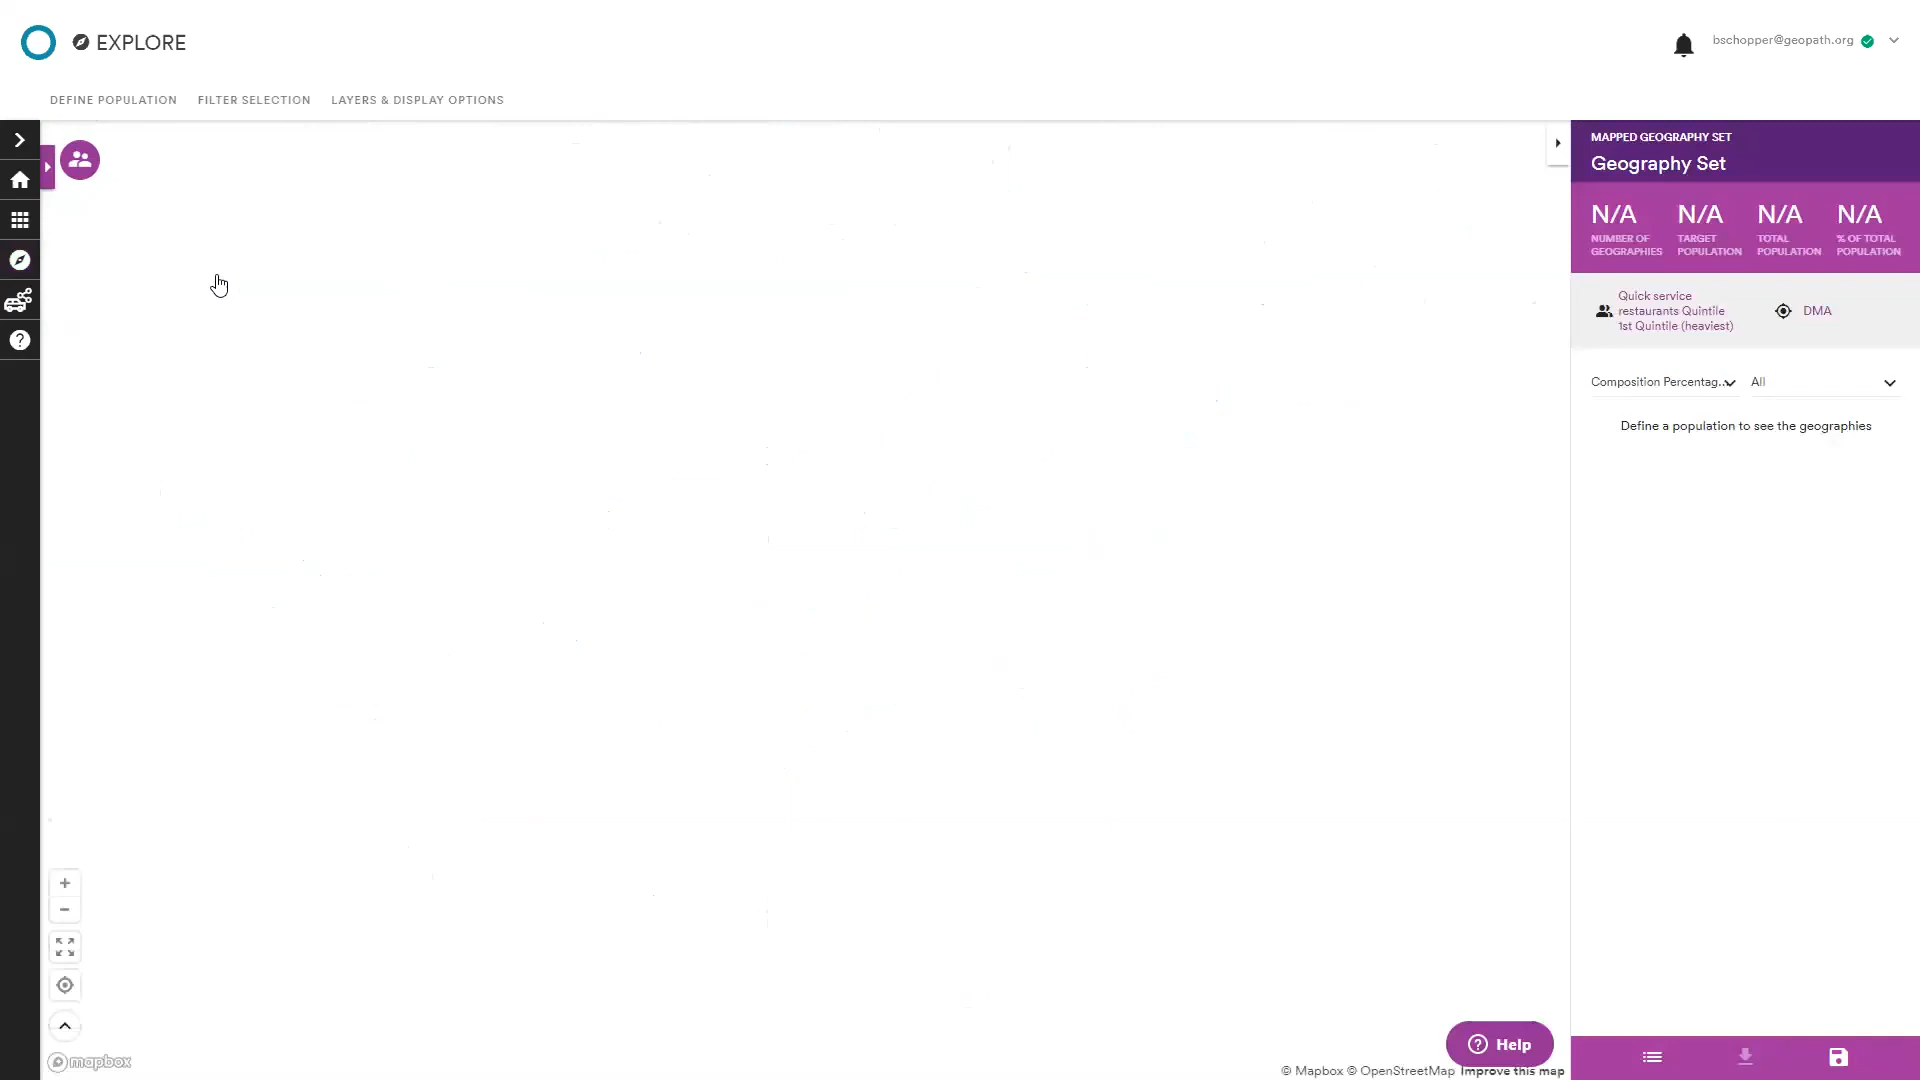 EXPLORE
bschopper@geopath.org
DEFINE POPULATION
FILTER SELECTION
LAYERS & DISPLAY OPTIONS
MAPPED GEOGRAPHY SET
Geography Set
N/A
N/A
N/A
N/A
NUMBER OF
GEOGRAPHIES
TARGET
POPULATION
TOTAL
POPULATION
% OF TOTAL
POPULATION
Quick service
restaurants Quintile
1st Quintile (heaviest)
DMA
Composition Percentag...
All
Define a population to see the geographies
Help
mapbox
© Mapbox © OpenStreetMap Improve this map